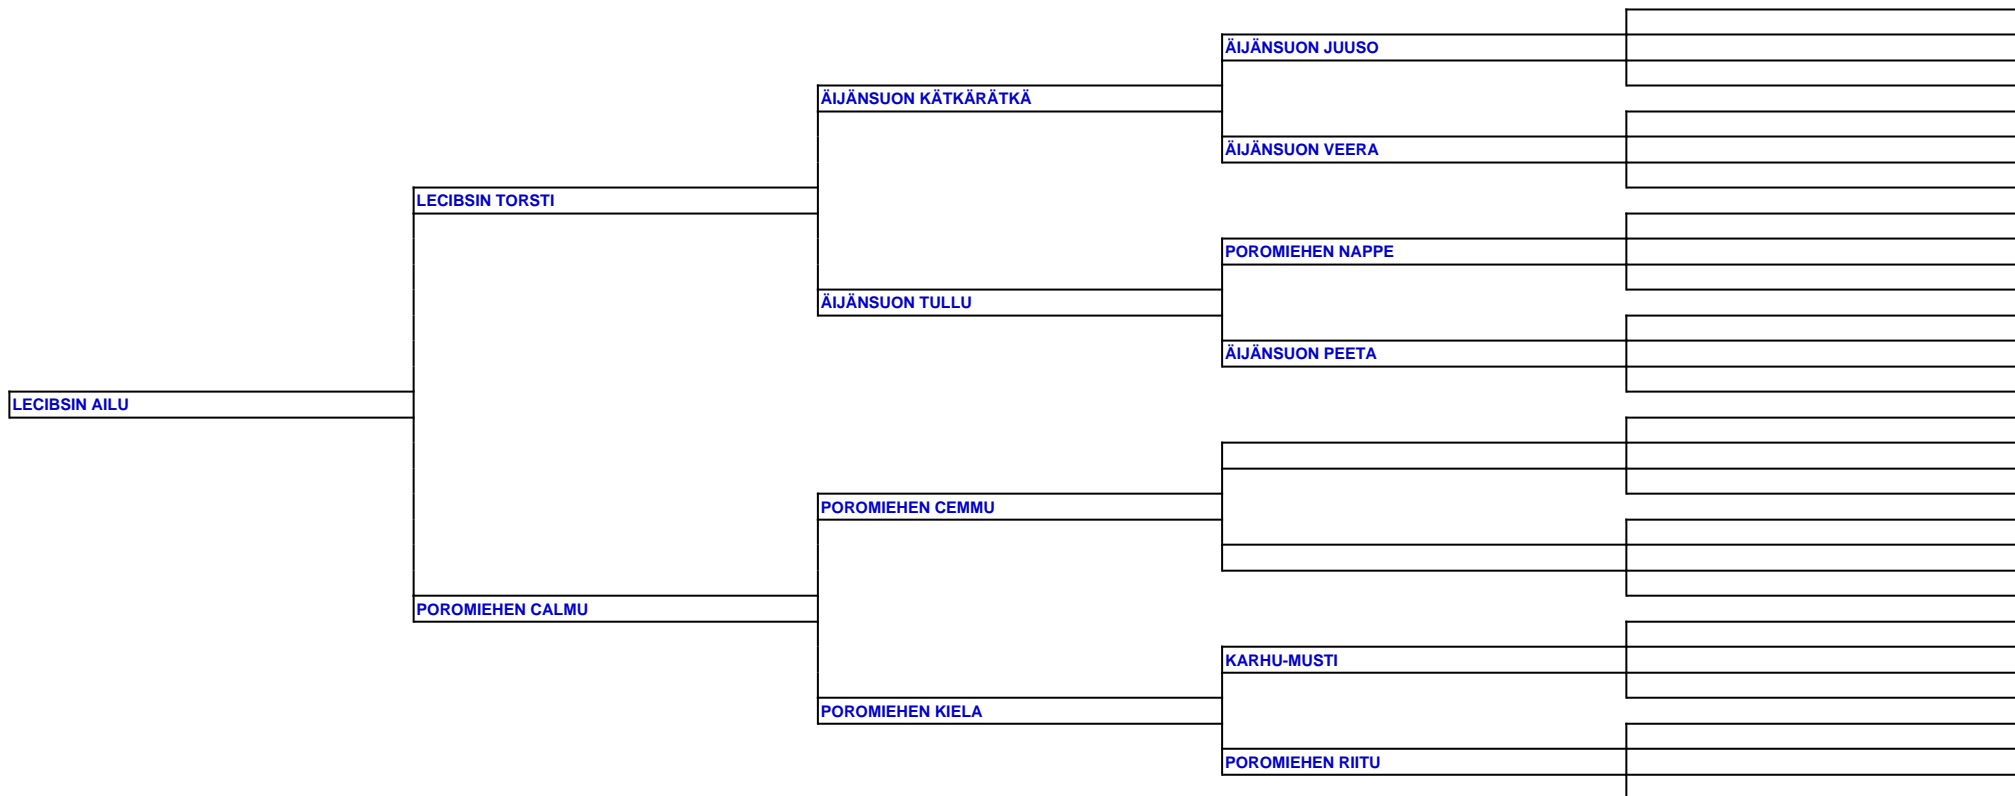 ÄIJÄNSUON JUUSO
ÄIJÄNSUON KÄTKÄRÄTKÄ
ÄIJÄNSUON VEERA
LECIBSIN TORSTI
POROMIEHEN NAPPE
ÄIJÄNSUON TULLU
ÄIJÄNSUON PEETA
LECIBSIN AILU
POROMIEHEN CEMMU
POROMIEHEN CALMU
KARHU-MUSTI
POROMIEHEN KIELA
POROMIEHEN RIITU